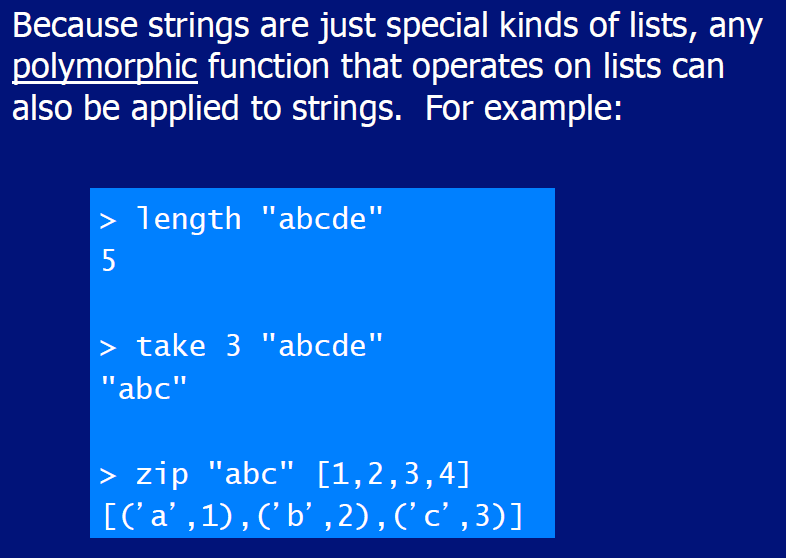 Because strings are just special kinds of lists, any
polymorphic function that operates on lists can
also be applied to strings.  For example:
> length "abcde"
5
> take 3 "abcde"
"abc"
> zip "abc" [1,2,3,4]
[(’a’,1),(’b’,2),(’c’,3)]